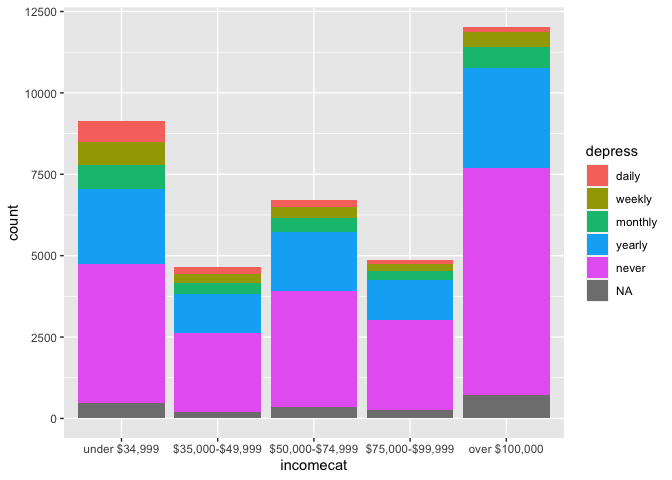 12500
10000
7500
5000
2500
0
count
under $34,999
$35,000-$49,999
$50,000-$74,999
$75,000-$99,999
over $100,000
incomecat
depress
daily
weekly
monthly
yearly
never
NA